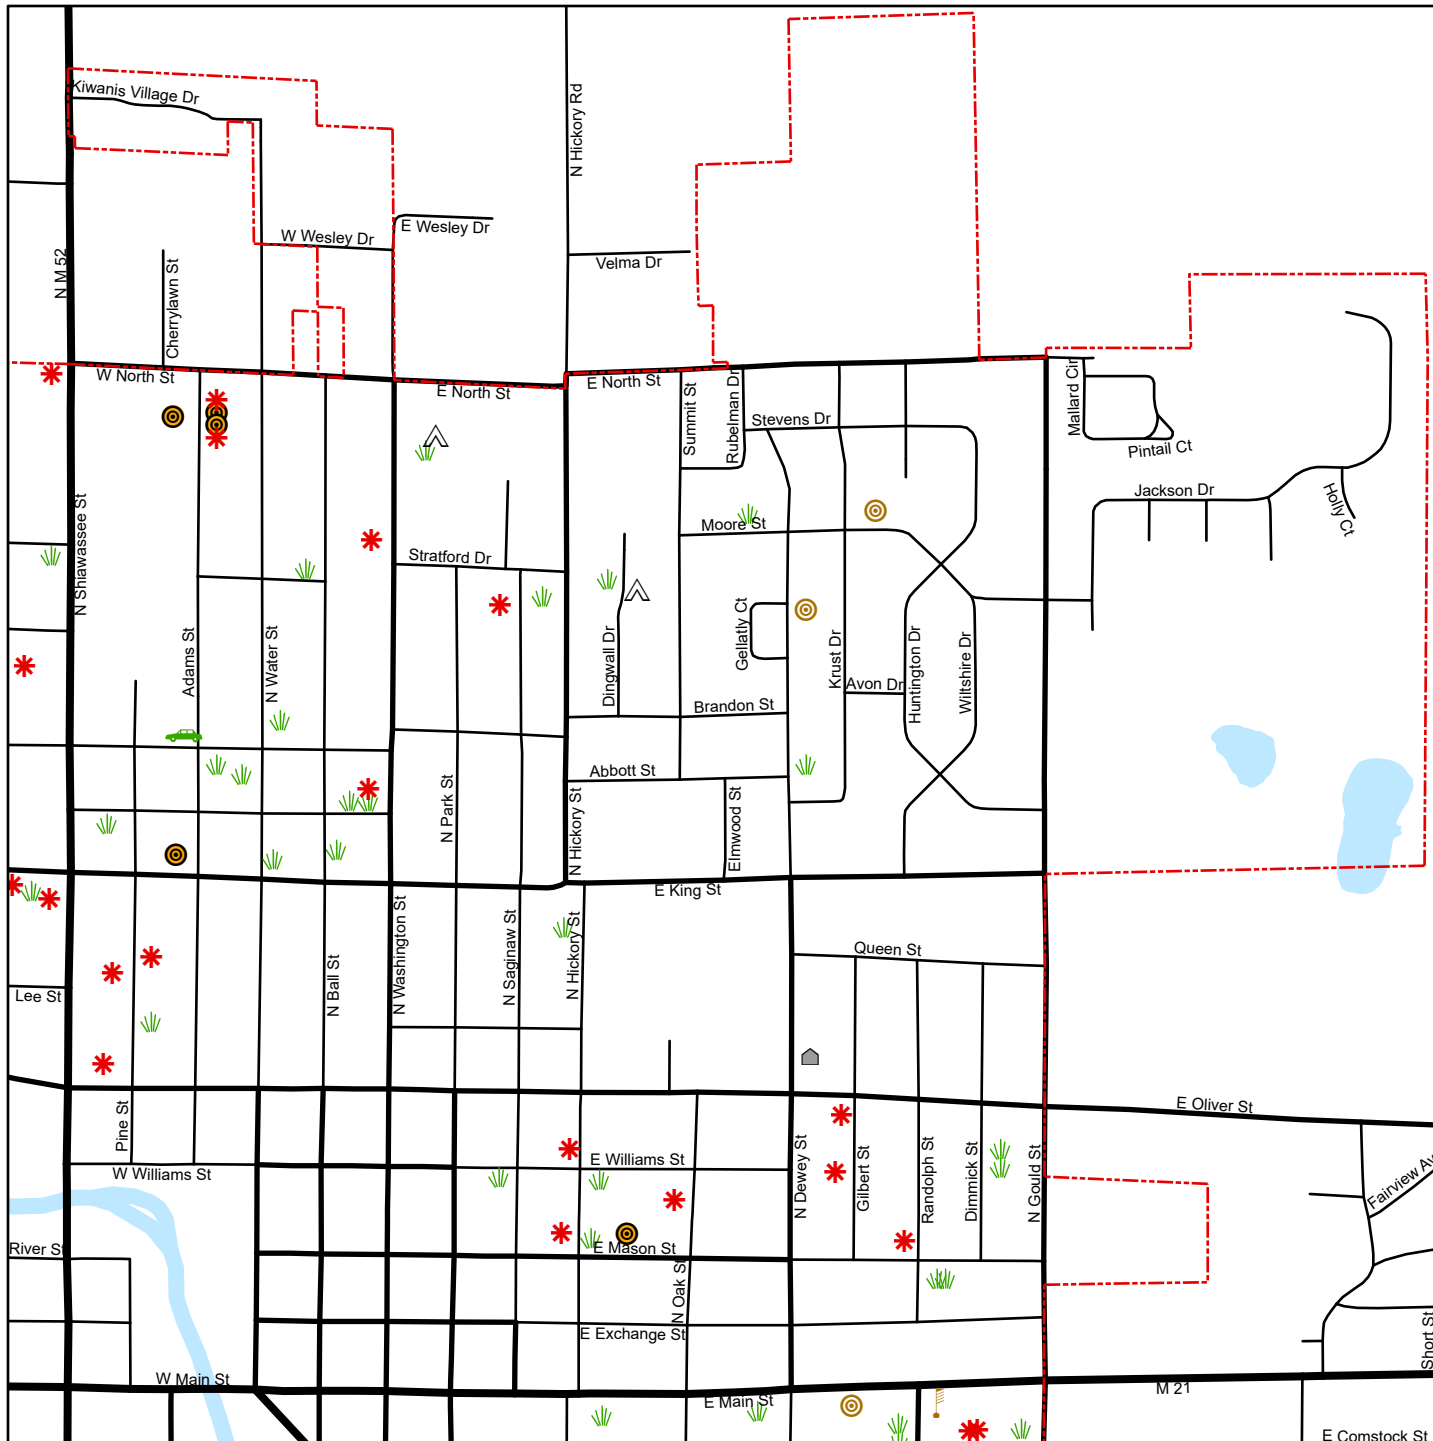 Kiwanis Village Dr
N Hickory Rd
E Wesley Dr
W Wesley Dr
N M 52
Velma Dr
Cherrylawn St
W North St
E North St
E North St
Summit St
Rubelman Dr
Stevens Dr
Mallard Cir
Pintail Ct
Jackson Dr
Holly Ct
N Shiawassee St
Moore St
Stratford Dr
Adams St
N Water St
Dingwall Dr
Gellatly Ct
Krust Dr
Huntington Dr
Wiltshire Dr
Avon Dr
Brandon St
Abbott St
N Park St
N Hickory St
Elmwood St
E King St
N Washington St
N Saginaw St
N Hickory St
N Ball St
Queen St
Lee St
E Oliver St
Pine St
W Williams St
E Williams St
N Dewey St
Gilbert St
Randolph St
Dimmick St
N Gould St
Fairview Av
River St
E Mason St
N Oak St
E Exchange St
Short St
W Main St
E Main St
M 21
E Comstock St